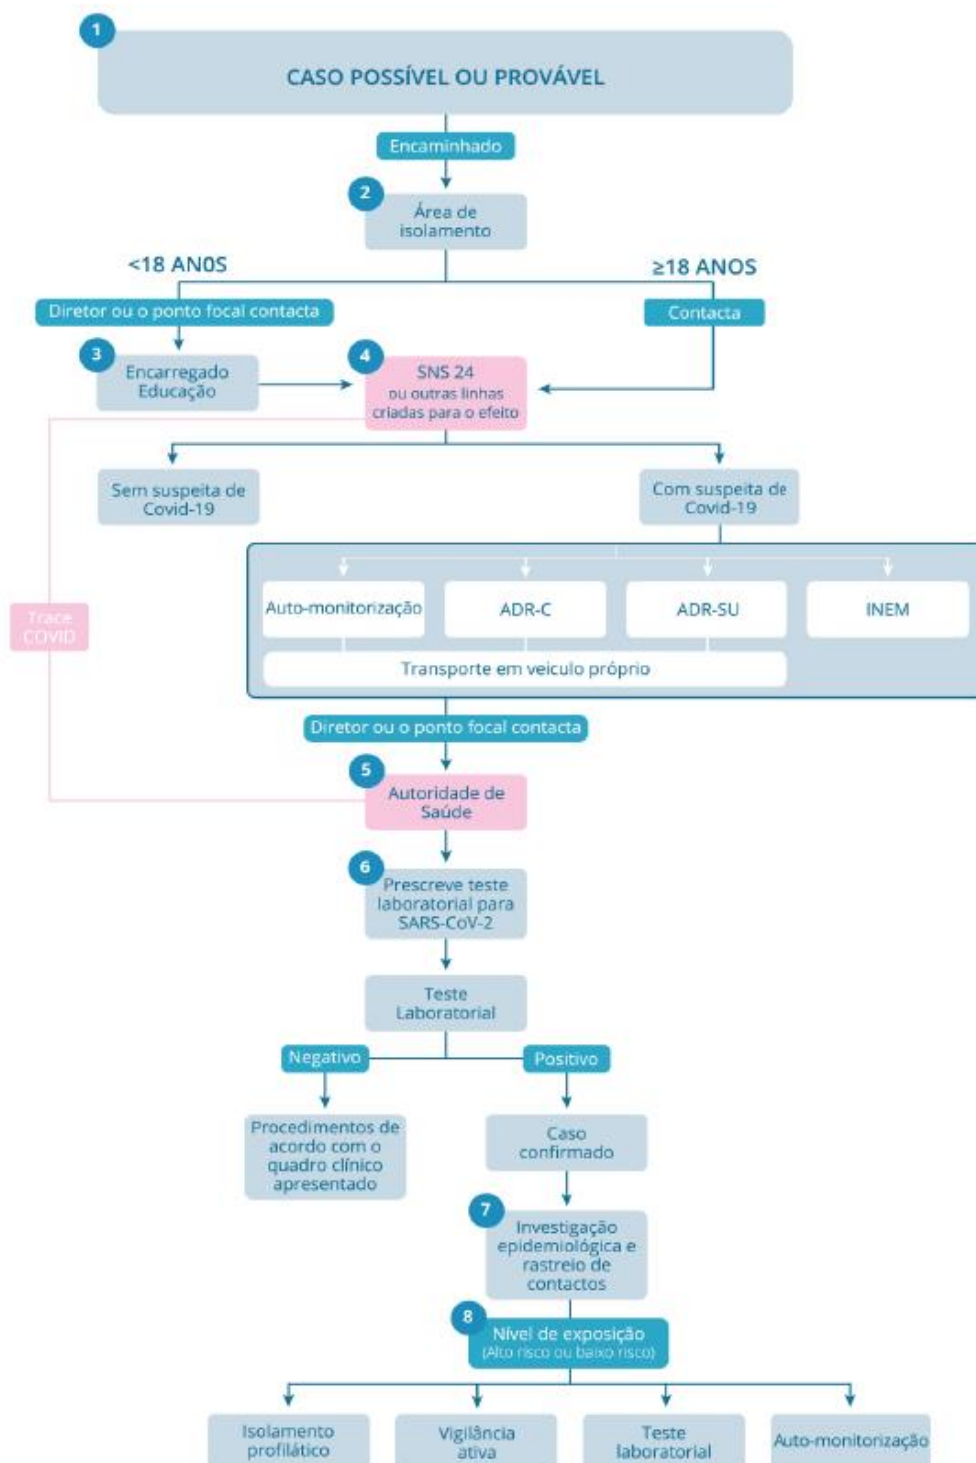 1
CASO POSSÍVEL OU PROVÁVEL
Encaminhado
2
Área de
isolamento
<18 AN0S
≥18 ANOS
Diretor ou o ponto focal contacta
Contacta
3
Encarregado
Educação
4
SNS 24
ou outras linhas
criadas para o efeito
Sem suspeita de
Covid-19
Com suspeita de
Covid-19
Trace
COVID
Auto-monitorização
ADR-C
ADR-SU
INEM
Transporte em veiculo próprio
Diretor ou o ponto focal contacta
5
Autoridade de
Saúde
6
Prescreve teste
laboratorial para
SARS-CoV-2
Teste
Laboratorial
Negativo
Positivo
Procedimentos de
acordo com o
quadro clínico
apresentado
Caso
confirmado
7
Investigação
epidemiológica e
rastreio de
contactos
8
Nível de exposição
(Alto risco ou baixo risco)
Isolamento
profilático
Vigilância
ativa
Teste
laboratorial
Auto-monitorização